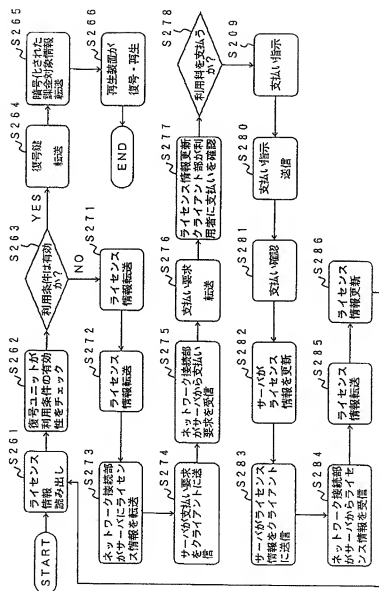 START
S261
ライセンス
情報
読み出し
S262
復号ユニットが
利用条件の有効
性をチェック
S263
利用条件は有効
か?
YES
NO
S264
復号鍵
転送
S265
暗号化された
課金対象情報
転送
S266
再生装置が
復号・再生
END
S271
ライセンス
情報転送
S272
ライセンス
情報転送
S273
ネットワーク接続部
がサーバにライセン
ス情報を転送
S274
サーバが支払い要求
をクライアントに送
信
S275
ネットワーク接続部
がサーバから支払い
要求を受信
S276
支払い要求
転送
S277
ライセンス情報更新
クライアント部が利
用者に支払いを確認
S278
利用料を支払う
か?
S209
支払い指示
S280
支払い指示
送信
S281
支払い確認
S282
サーバが
ライセンス
情報を更新
S283
サーバがライセンス
情報をクライアント
に送信
S284
ネットワーク接続部
がサーバからライセ
ンス情報を受信
S285
ライセンス
情報転送
S286
ライセンス
情報更新